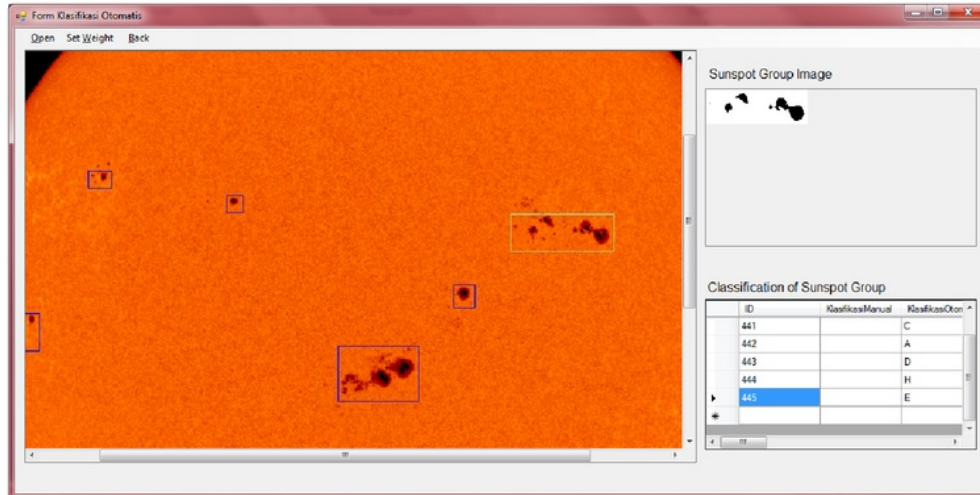 Form Klasifikasi Otomatis
Open Set Weight Back
Sunspot Group Image
Classification of Sunspot Group
ID KlasifikasiManual KlasifikasiOtom
441 C
442 A
443 D
444 H
445 E